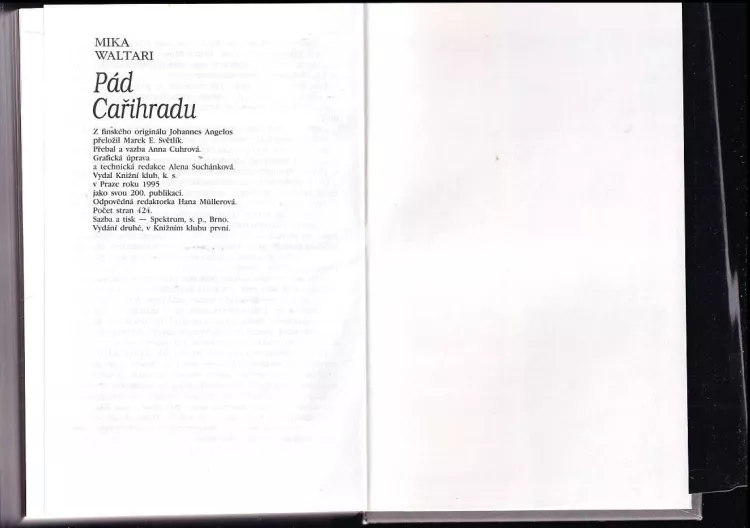 MIKA
WALTARI
Pád
Cařihradu
Z finského originálu Johannes Angelos
přeložil Marek E. Světlík.
Přebal a vazba Anna Cuhrová.
Grafická úprava
a technická redakce Alena Suchánková.
Vydal Knižní klub, k. s.
v Praze roku 1995
jako svou 200. publikaci.
Odpovědná redaktorka Hana Müllerová.
Počet stran 424.
Sazba a tisk — Spektrum, s. p., Brno.
Vydání druhé, v Knižním klubu první.